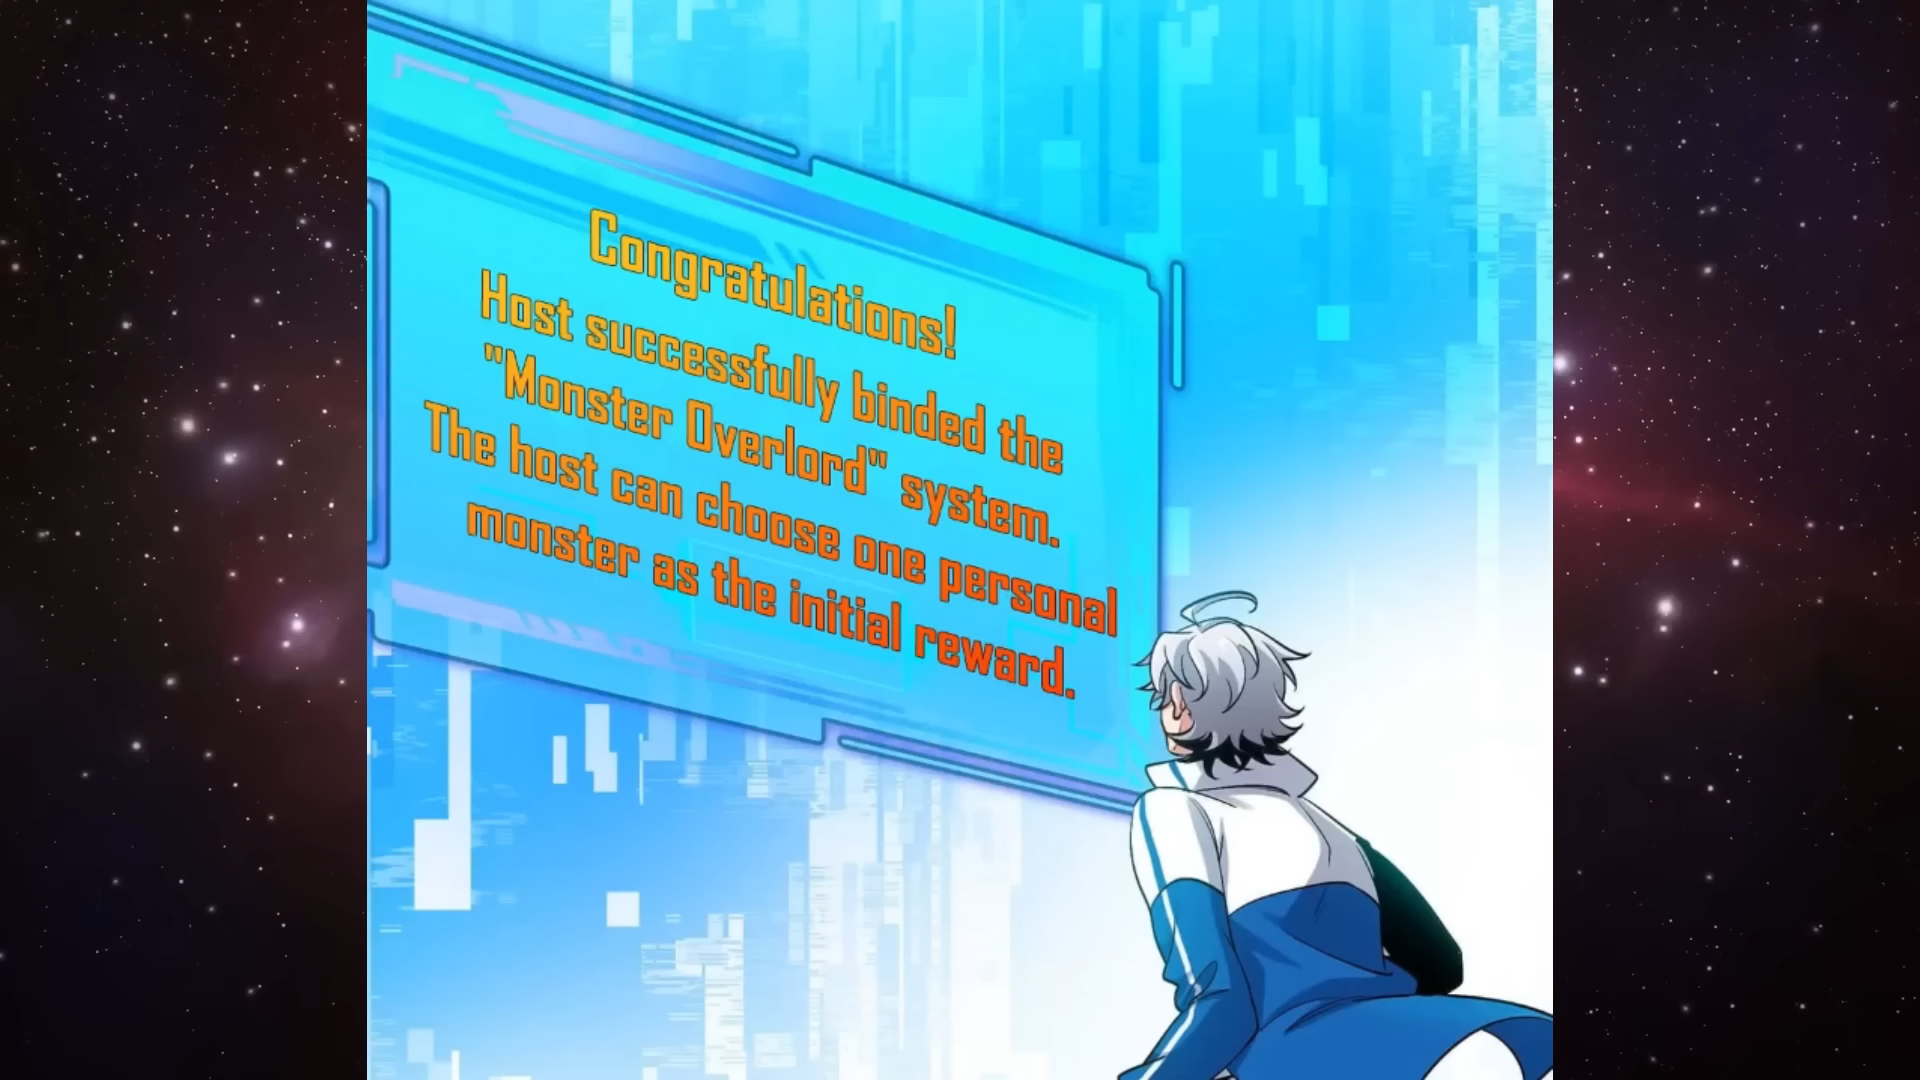 Congratulations!
Host successfully binded the
"Monster Overlord" system.
The host can choose one personal
monster as the initial reward.